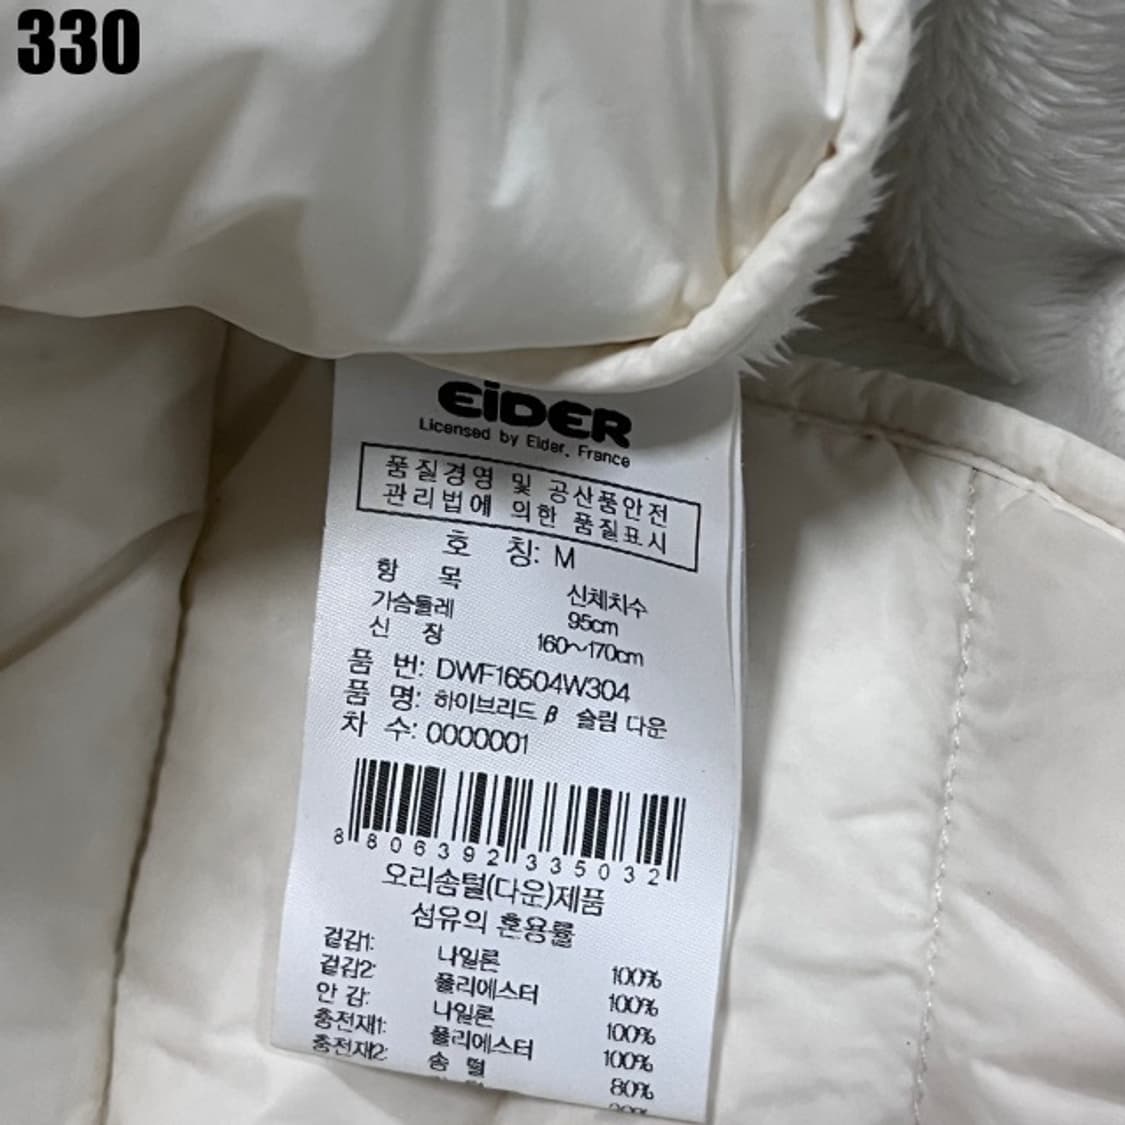 330
EiDER
Licensed by Eider, France
품질경영 및 공산품안전
관리법에 의한 품질표시
호 칭: M
항 목 신체치수
가슴둘레 95cm
신 장 160~170cm
품 번: DWF16504W304
품 명: 하이브리드 β 슬림 다운
차 수: 0000001
8 806392 335032
오리솜털(다운)제품
섬유의 혼용률
겉감1: 나일론 100%
겉감2: 폴리에스터 100%
안 감: 나일론 100%
충전재1: 폴리에스터 100%
충전재2: 솜 털 80%